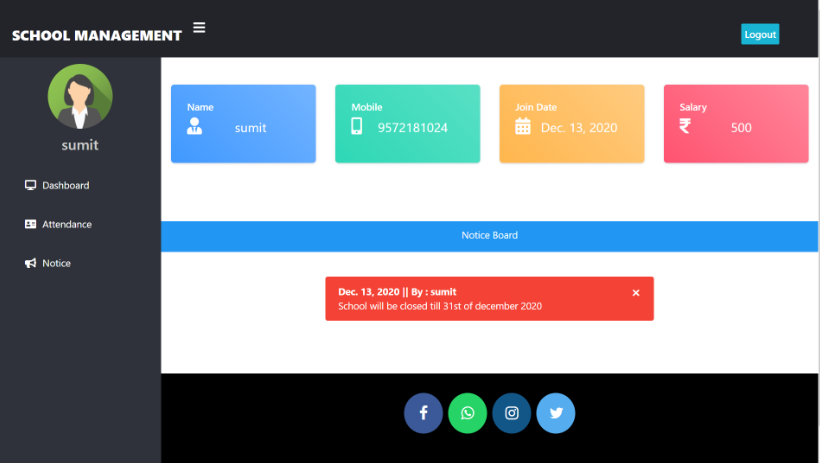 SCHOOL MANAGEMENT
Logout
sumit
Dashboard
Attendance
Notice
Name
sumit
Mobile
9572181024
Join Date
Dec. 13, 2020
Salary
500
Notice Board
Dec. 13, 2020 || By : sumit
School will be closed till 31st of december 2020